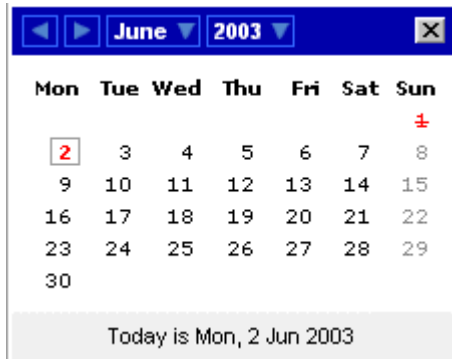 June 2003
Mon Tue Wed Thu Fri Sat Sun
1
2 3 4 5 6 7 8
9 10 11 12 13 14 15
16 17 18 19 20 21 22
23 24 25 26 27 28 29
30
Today is Mon, 2 Jun 2003